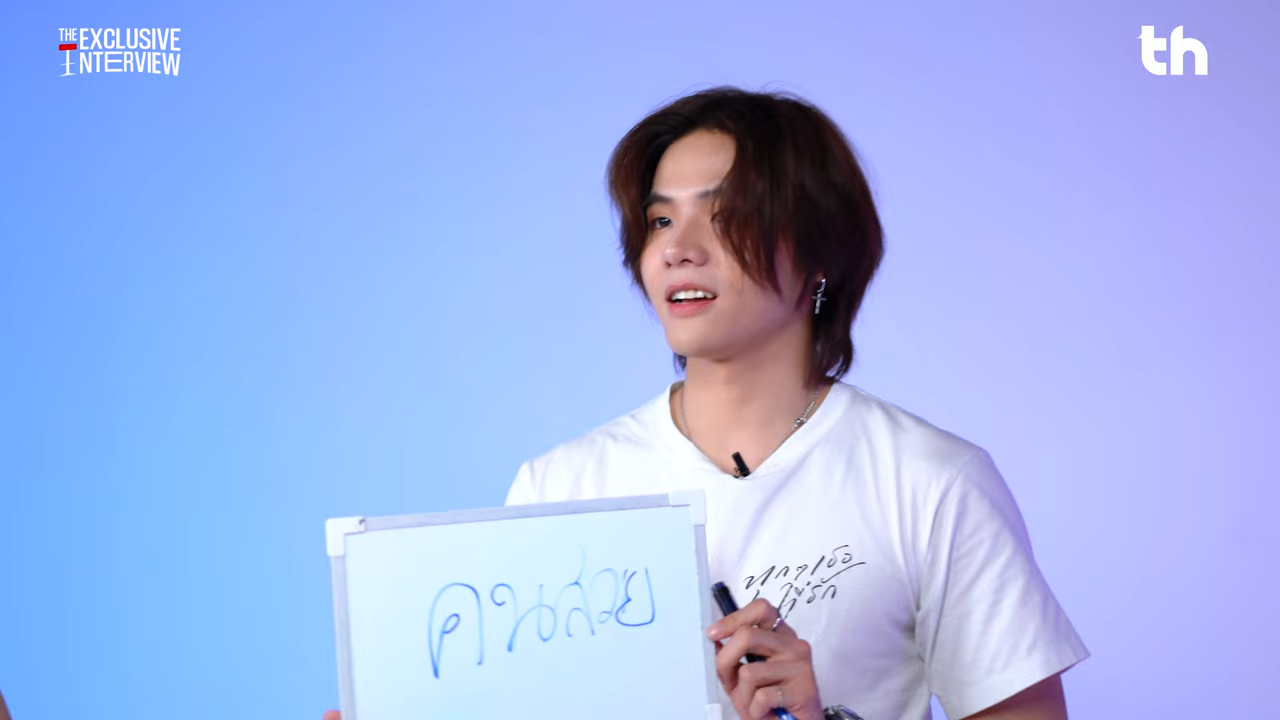 THE EXCLUSIVE
INTERVIEW
th
คนสวย